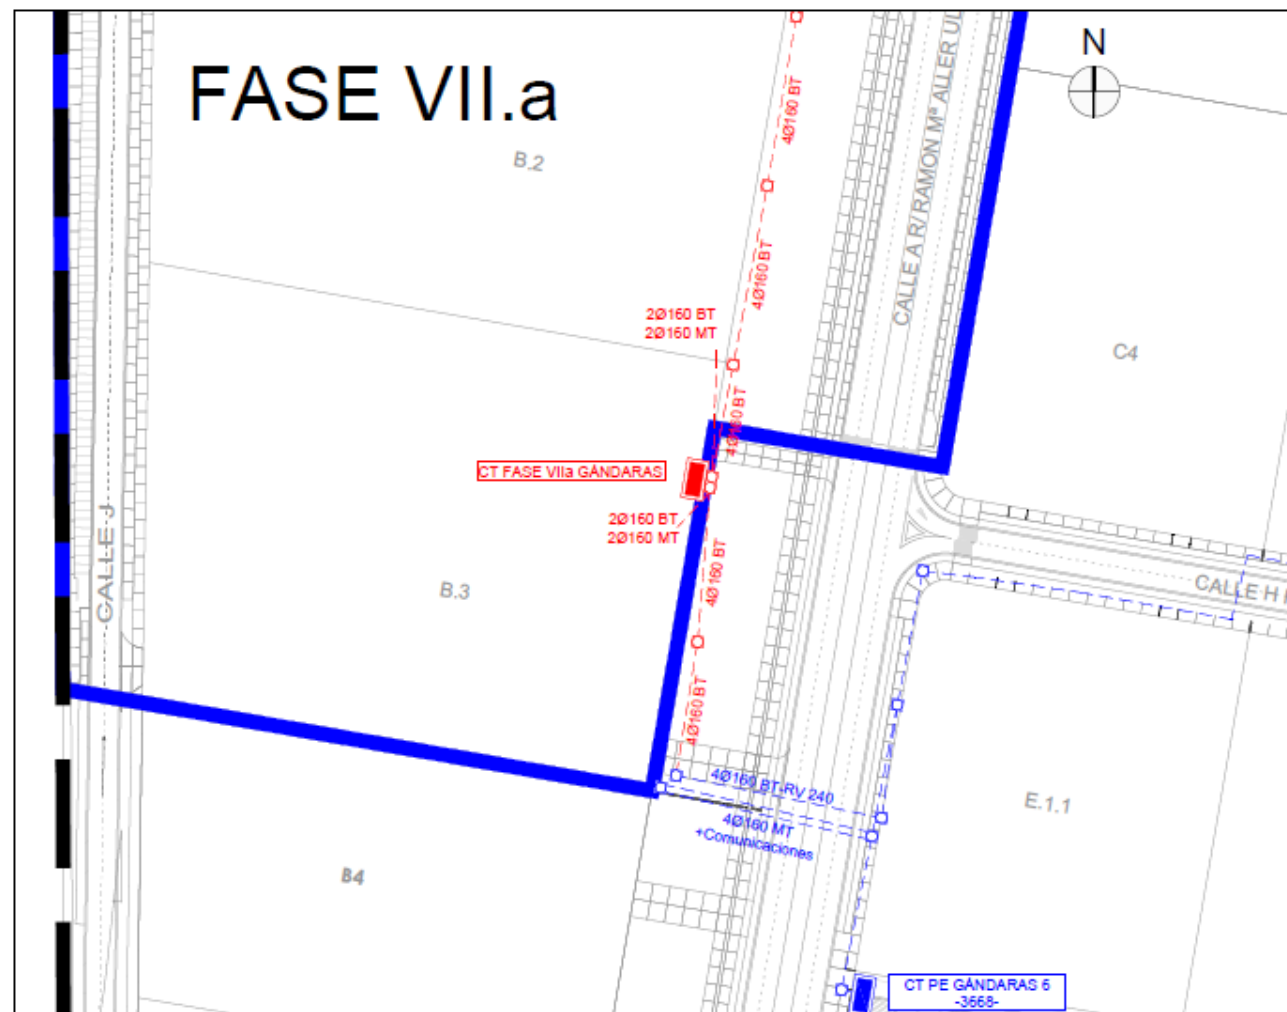 FASE VII.a
N
B.2
4Ø160 BT
CALLE A R/ RAMON Mª ALLER UL
4Ø160 BT
2Ø160 BT
2Ø160 MT
C4
4Ø160 BT
CT FASE VIIa GÁNDARAS
2Ø160 BT
2Ø160 MT
CALLE J
4Ø160 BT
B.3
CALLE H
4Ø160 BT
4Ø160 BT-RV 240
E.1.1
4Ø160 MT
+Comunicaciones
B4
CT PE GÁNDARAS 6
-3668-